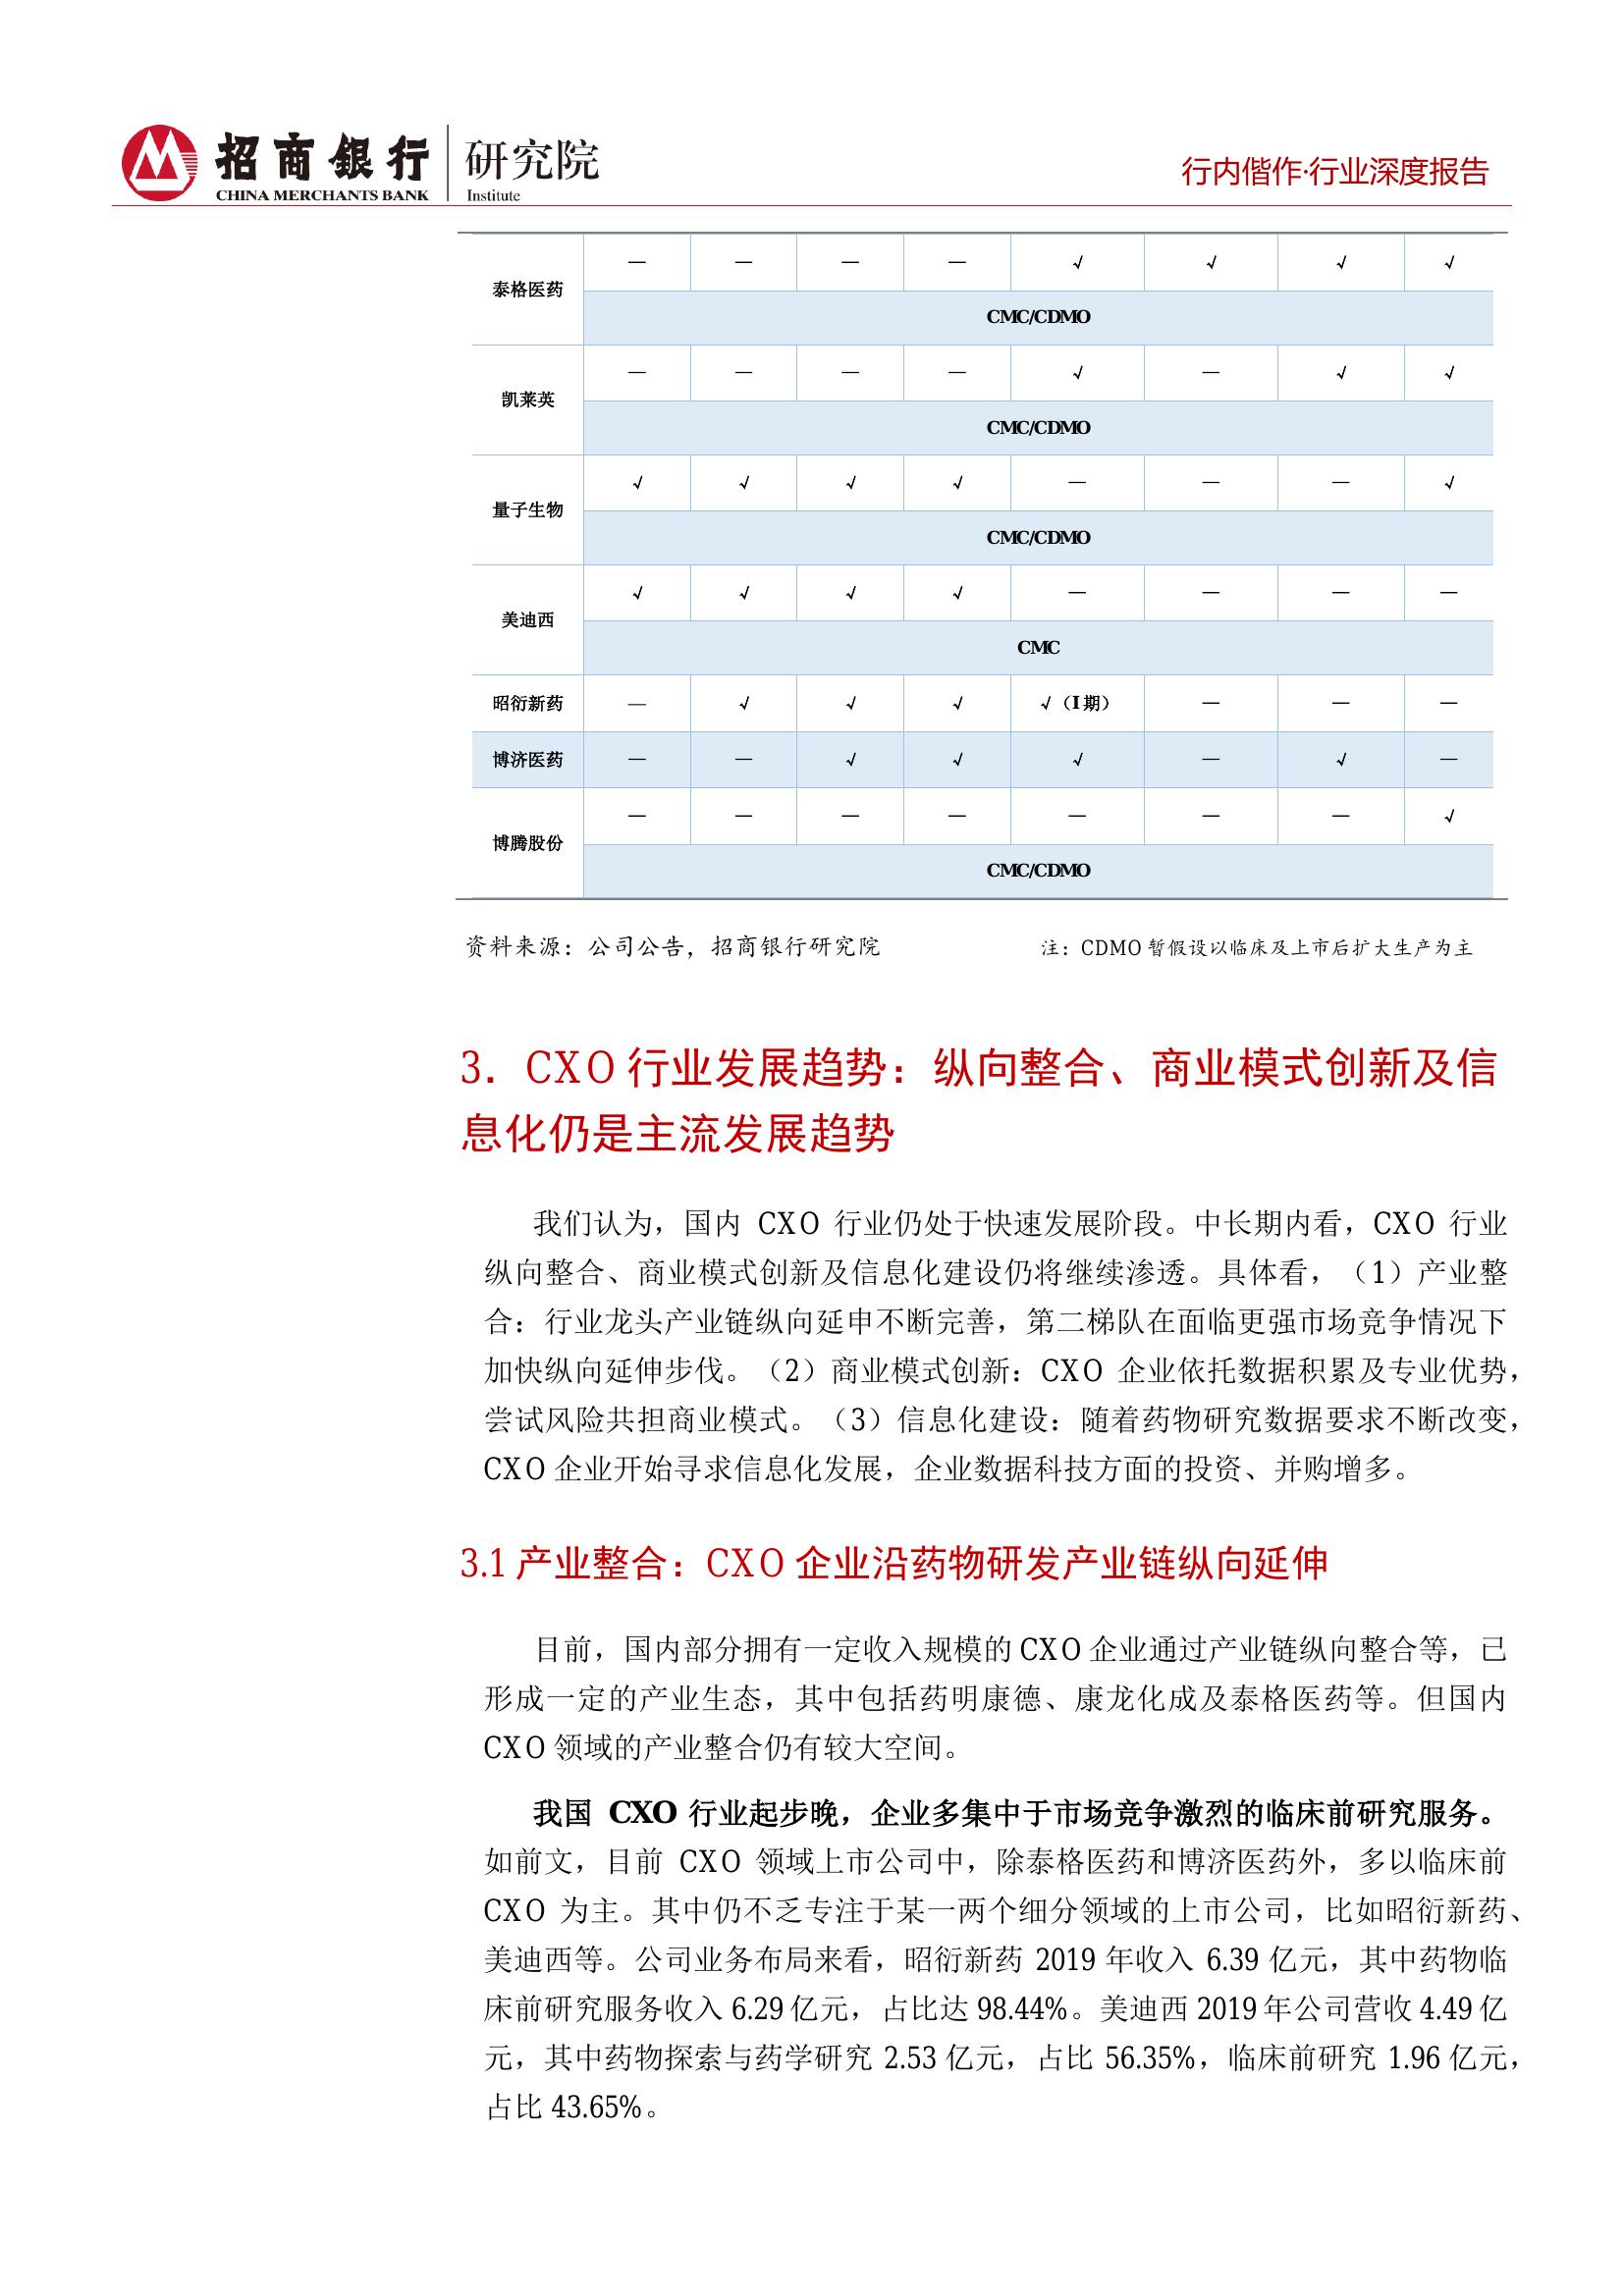 招商银行 研究院
CHINA MERCHANTS BANK Institute
行内偕作·行业深度报告
泰格医药 — — — — √ √ √ √
CMC/CDMO
凯莱英 — — — — √ — √ √
CMC/CDMO
量子生物 √ √ √ √ — — — √
CMC/CDMO
美迪西 √ √ √ √ — — — —
CMC
昭衍新药 — √ √ √ √（I 期） — — —
博济医药 — — √ √ √ — √ —
博腾股份 — — — — — — — √
CMC/CDMO
资料来源：公司公告，招商银行研究院 注：CDMO 暂假设以临床及上市后扩大生产为主
3．CXO 行业发展趋势：纵向整合、商业模式创新及信
息化仍是主流发展趋势
我们认为，国内 CXO 行业仍处于快速发展阶段。中长期内看，CXO 行业
纵向整合、商业模式创新及信息化建设仍将继续渗透。具体看，（1）产业整
合：行业龙头产业链纵向延申不断完善，第二梯队在面临更强市场竞争情况下
加快纵向延伸步伐。（2）商业模式创新：CXO 企业依托数据积累及专业优势，
尝试风险共担商业模式。（3）信息化建设：随着药物研究数据要求不断改变，
CXO 企业开始寻求信息化发展，企业数据科技方面的投资、并购增多。
3.1 产业整合：CXO 企业沿药物研发产业链纵向延伸
目前，国内部分拥有一定收入规模的 CXO 企业通过产业链纵向整合等，已
形成一定的产业生态，其中包括药明康德、康龙化成及泰格医药等。但国内
CXO 领域的产业整合仍有较大空间。
我国 CXO 行业起步晚，企业多集中于市场竞争激烈的临床前研究服务。
如前文，目前 CXO 领域上市公司中，除泰格医药和博济医药外，多以临床前
CXO 为主。其中仍不乏专注于某一两个细分领域的上市公司，比如昭衍新药、
美迪西等。公司业务布局来看，昭衍新药 2019 年收入 6.39 亿元，其中药物临
床前研究服务收入 6.29 亿元，占比达 98.44%。美迪西 2019 年公司营收 4.49 亿
元，其中药物探索与药学研究 2.53 亿元，占比 56.35%，临床前研究 1.96 亿元，
占比 43.65%。